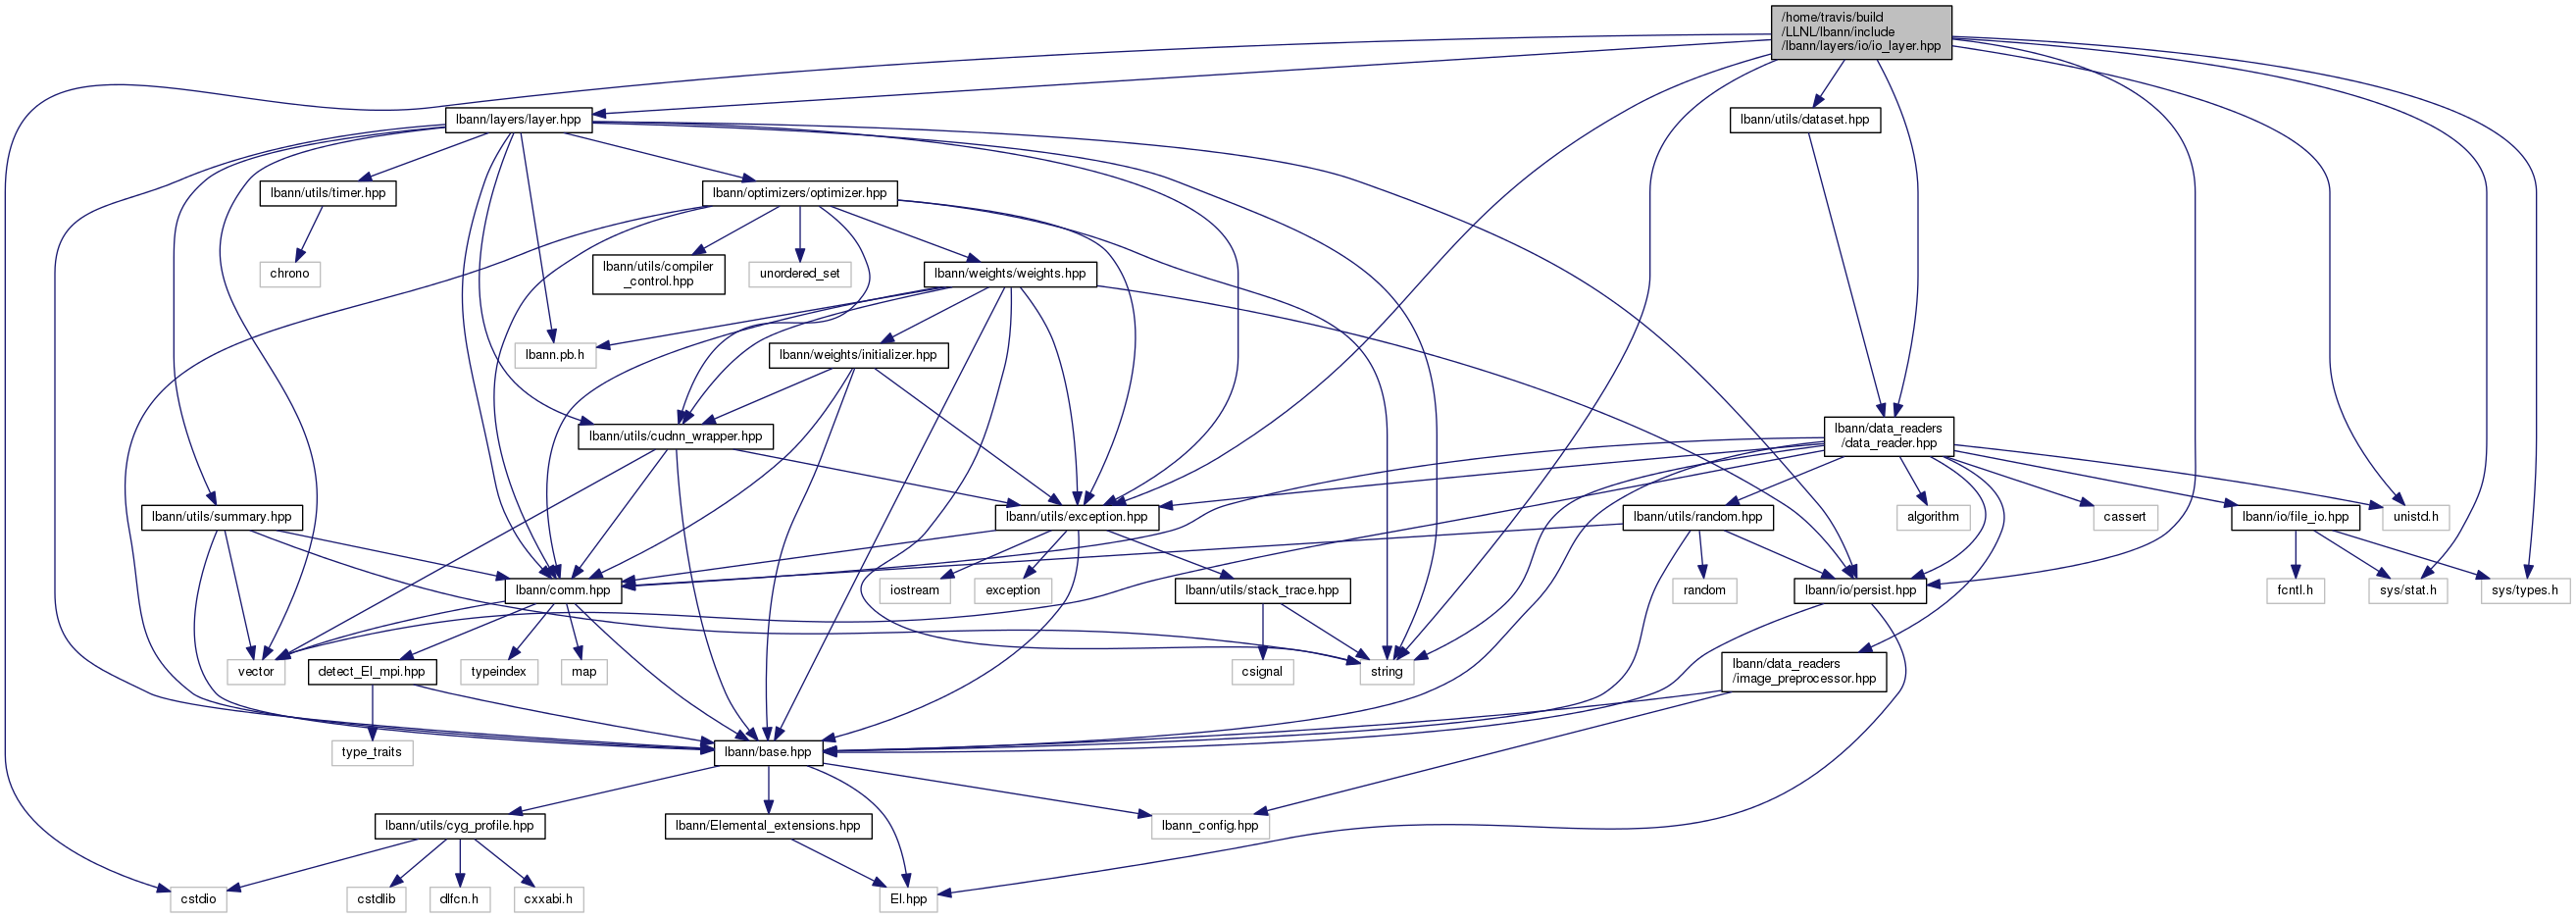 /home/travis/build
/LLNL/lbann/include
/lbann/layers/io/io_layer.hpp
lbann/layers/layer.hpp
lbann/utils/dataset.hpp
lbann/utils/timer.hpp
lbann/optimizers/optimizer.hpp
chrono
lbann/utils/compiler
_control.hpp
unordered_set
lbann/weights/weights.hpp
lbann.pb.h
lbann/weights/initializer.hpp
lbann/utils/cudnn_wrapper.hpp
lbann/data_readers
/data_reader.hpp
lbann/utils/summary.hpp
lbann/utils/exception.hpp
lbann/utils/random.hpp
algorithm
cassert
lbann/io/file_io.hpp
unistd.h
lbann/comm.hpp
iostream
exception
lbann/utils/stack_trace.hpp
random
lbann/io/persist.hpp
fcntl.h
sys/stat.h
sys/types.h
vector
detect_El_mpi.hpp
typeindex
map
csignal
string
lbann/data_readers
/image_preprocessor.hpp
type_traits
lbann/base.hpp
lbann/utils/cyg_profile.hpp
lbann/Elemental_extensions.hpp
lbann_config.hpp
cstdio
cstdlib
dlfcn.h
cxxabi.h
El.hpp